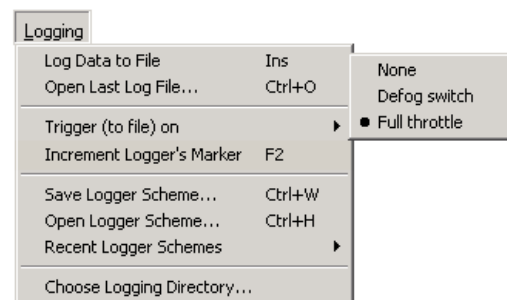 Logging
Log Data to File Ins
Open Last Log File... Ctrl+O
Trigger (to file) on
Increment Logger's Marker F2
Save Logger Scheme... Ctrl+W
Open Logger Scheme... Ctrl+H
Recent Logger Schemes
Choose Logging Directory...
None
Defog switch
Full throttle